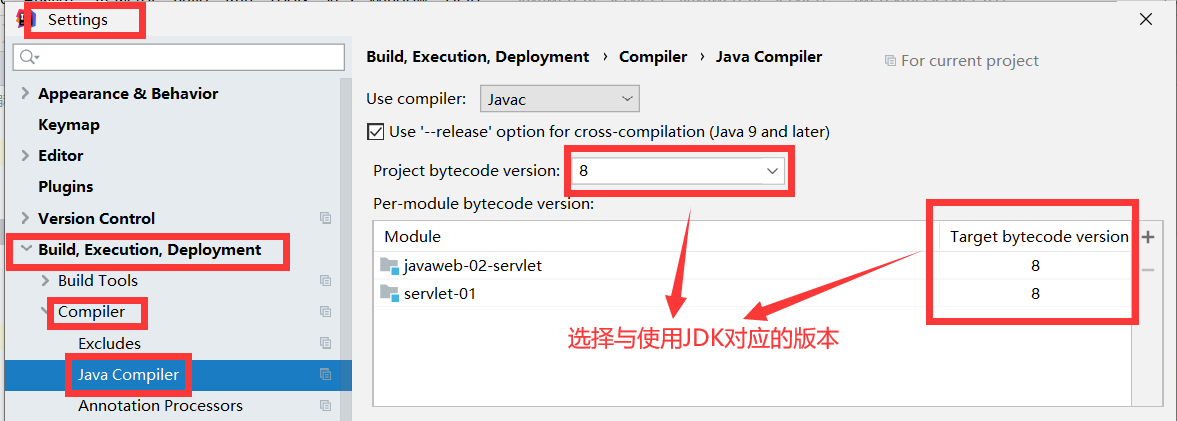 Settings
Appearance & Behavior
Keymap
Editor
Plugins
Version Control
Build, Execution, Deployment
Build Tools
Compiler
Excludes
Java Compiler
Annotation Processors
Build, Execution, Deployment › Compiler › Java Compiler
For current project
Use compiler: Javac
Use '--release' option for cross-compilation (Java 9 and later)
Project bytecode version: 8
Per-module bytecode version:
Module Target bytecode version
javaweb-02-servlet 8
servlet-01 8
选择与使用JDK对应的版本